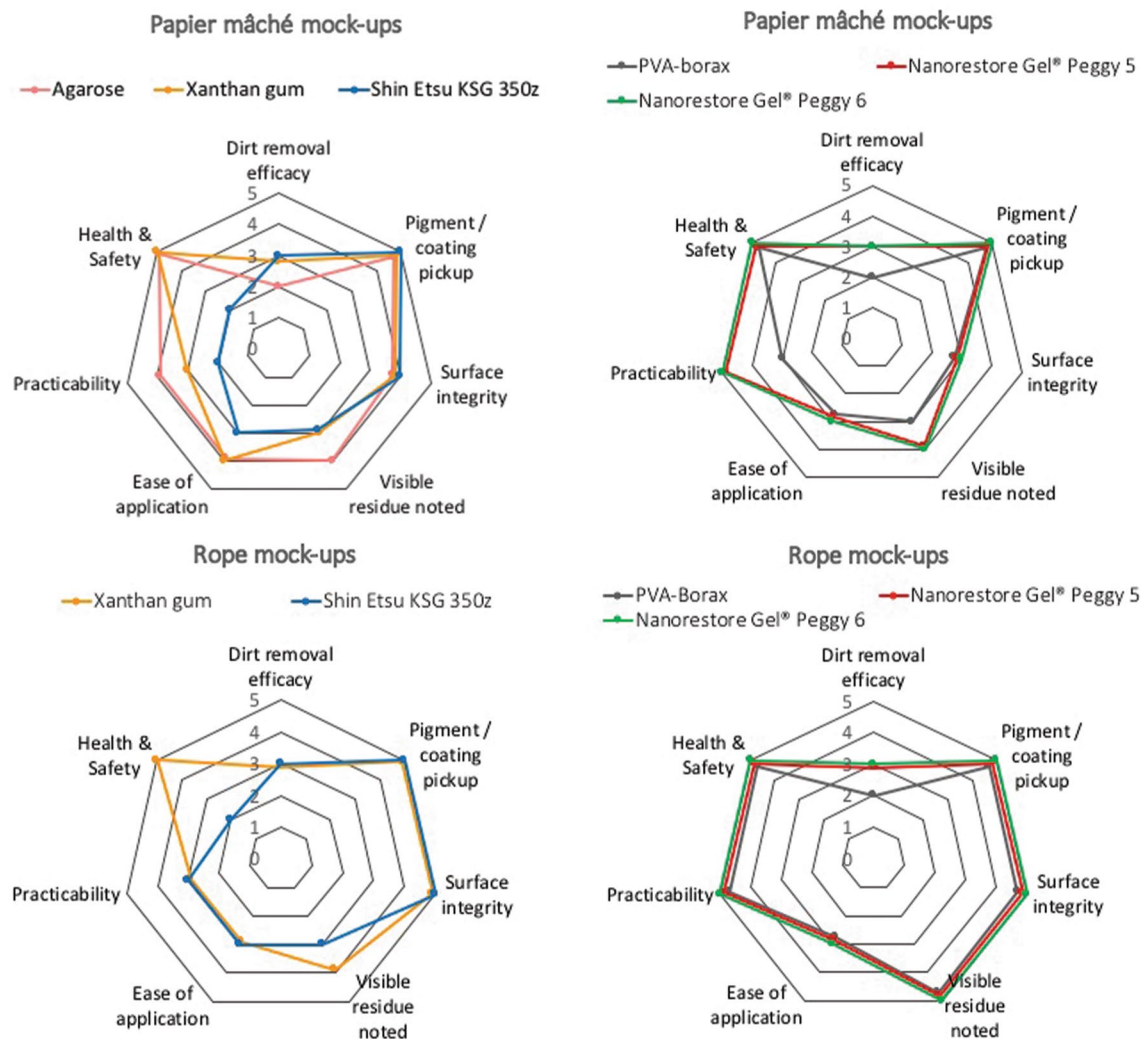 Papier mâché mock-ups
Agarose Xanthan gum Shin Etsu KSG 350z
Dirt removal
efficacy
5
4
3
2
1
0
Pigment /
coating
pickup
Surface
integrity
Visible
residue noted
Ease of
application
Practicability
Health &
Safety
Papier mâché mock-ups
PVA-borax Nanorestore Gel® Peggy 5
Nanorestore Gel® Peggy 6
Dirt removal
efficacy
5
4
3
2
1
0
Pigment /
coating
pickup
Surface
integrity
Visible
residue noted
Ease of
application
Practicability
Health &
Safety
Rope mock-ups
Xanthan gum Shin Etsu KSG 350z
Dirt removal
efficacy
5
4
3
2
1
0
Pigment /
coating
pickup
Surface
integrity
Visible
residue
noted
Ease of
application
Practicability
Health &
Safety
Rope mock-ups
PVA-Borax Nanorestore Gel® Peggy 5
Nanorestore Gel® Peggy 6
Dirt removal
efficacy
5
4
3
2
1
0
Pigment /
coating
pickup
Surface
integrity
Visible
residue
noted
Ease of
application
Practicability
Health &
Safety